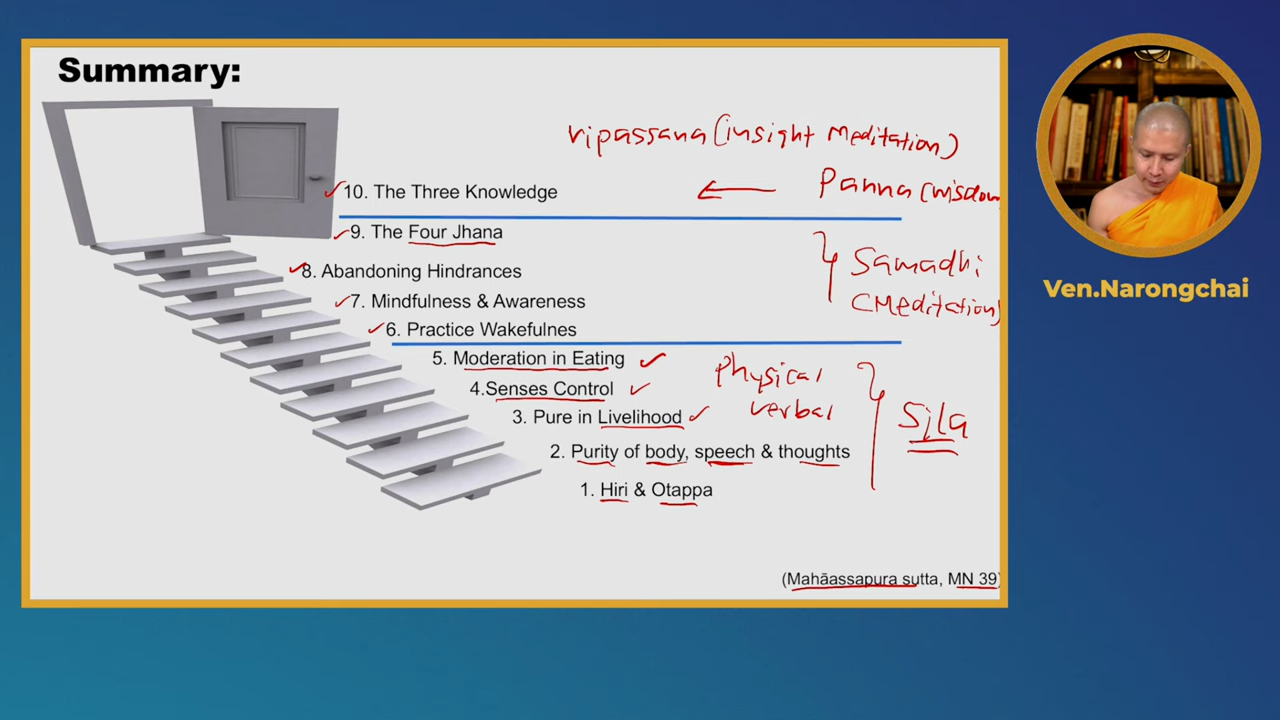 Summary:
vipassana (insight Meditation)
10. The Three Knowledge
Panna (wisdom
9. The Four Jhana
Samadhi
(Meditation)
8. Abandoning Hindrances
7. Mindfulness & Awareness
6. Practice Wakefulnes
5. Moderation in Eating
4.Senses Control
3. Pure in Livelihood
physical
verbal
Sila
2. Purity of body, speech & thoughts
1. Hiri & Otappa
(Mahāassapura sutta, MN 39)
Ven.Narongchai